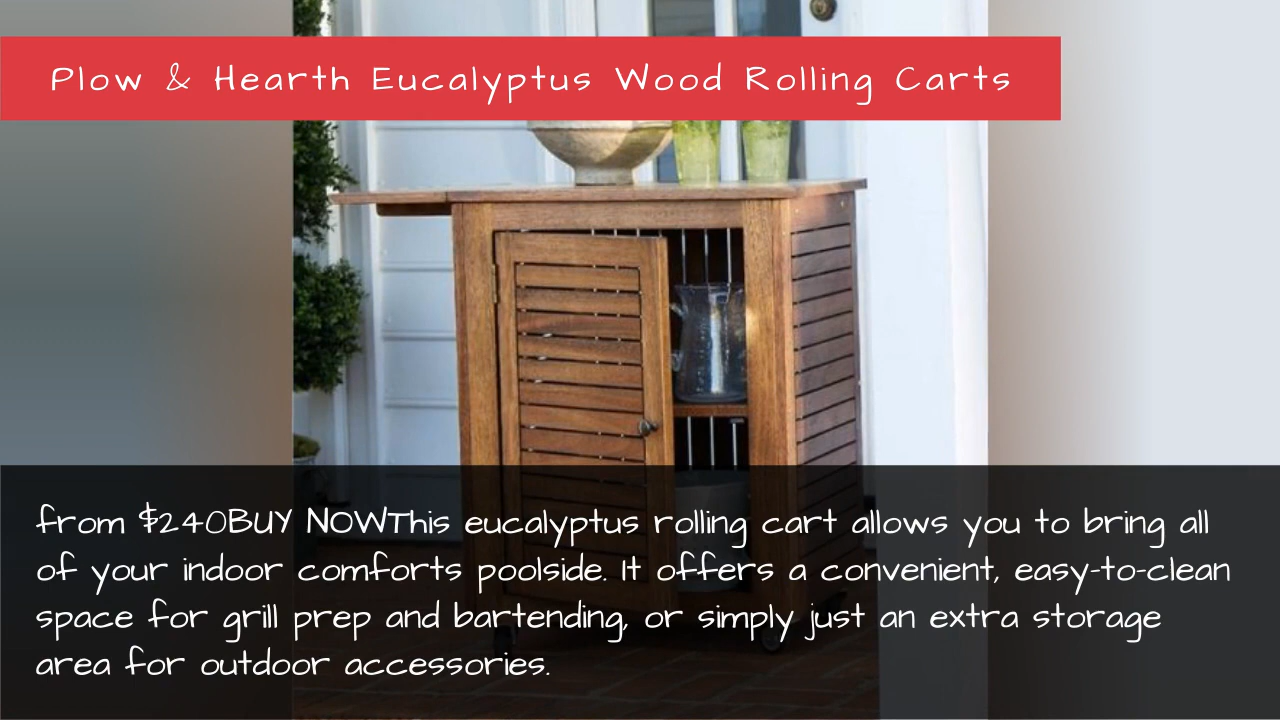 Plow & Hearth Eucalyptus Wood Rolling Carts
from $240BUY NOWThis eucalyptus rolling cart allows you to bring all
of your indoor comforts poolside. It offers a convenient, easy-to-clean
space for grill prep and bartending, or simply just an extra storage
area for outdoor accessories.